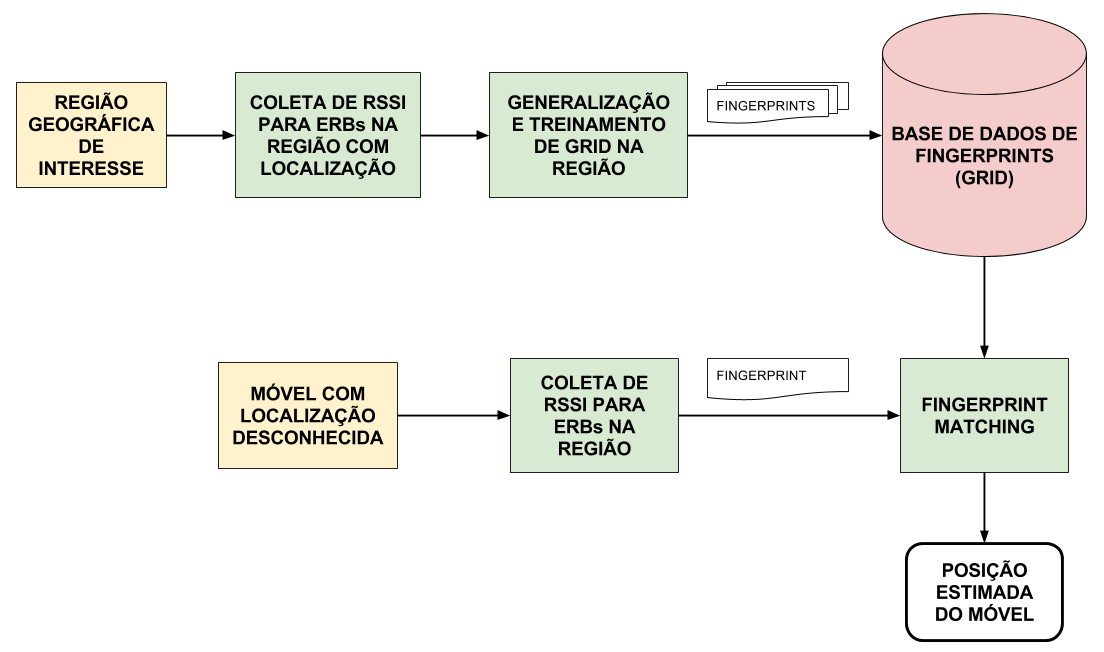 REGIÃO
GEOGRÁFICA
DE
INTERESSE
COLETA DE RSSI
PARA ERBs NA
REGIÃO COM
LOCALIZAÇÃO
GENERALIZAÇÃO
E TREINAMENTO
DE GRID NA
REGIÃO
FINGERPRINTS
BASE DE DADOS DE
FINGERPRINTS
(GRID)
MÓVEL COM
LOCALIZAÇÃO
DESCONHECIDA
COLETA DE
RSSI PARA
ERBs NA
REGIÃO
FINGERPRINT
FINGERPRINT
MATCHING
POSIÇÃO
ESTIMADA
DO MÓVEL